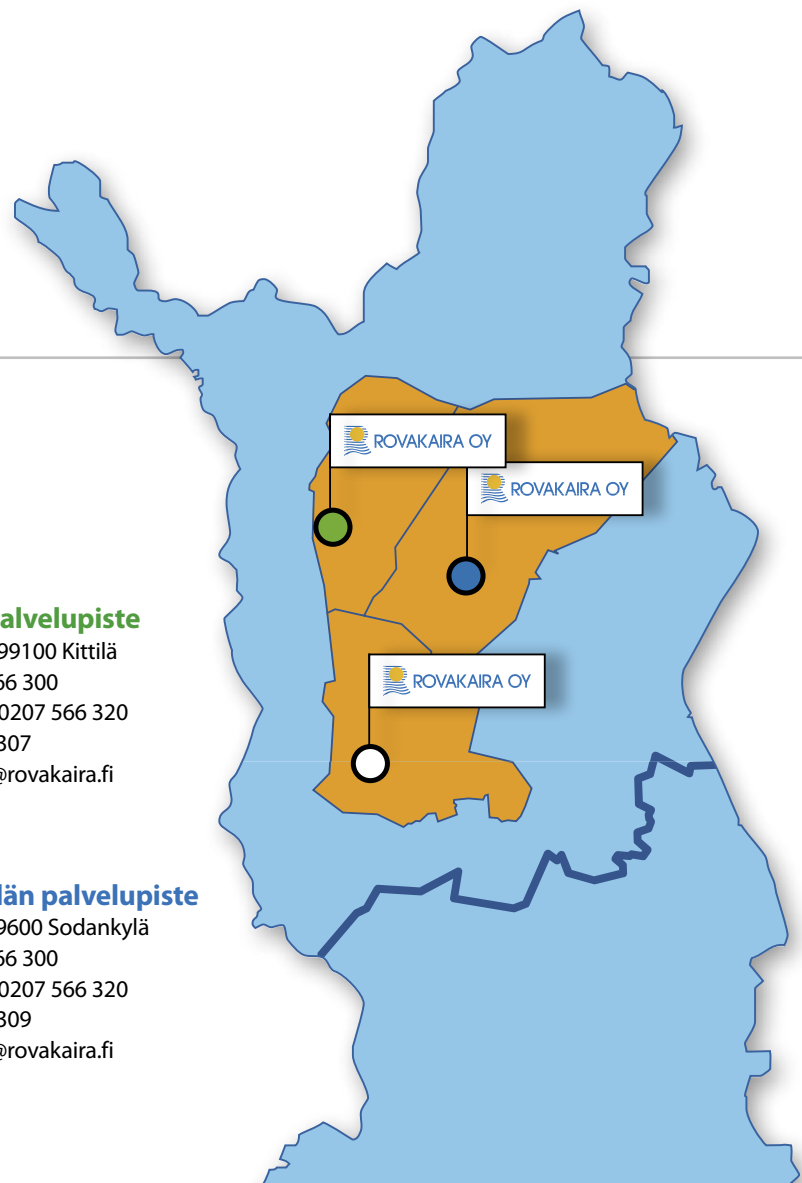 ROVAKAIRA OY
ROVAKAIRA OY
ROVAKAIRA OY
alvelupiste
99100 Kittilä
66 300
0207 566 320
307
@rovakaira.fi
län palvelupiste
9600 Sodankylä
66 300
0207 566 320
309
@rovakaira.fi